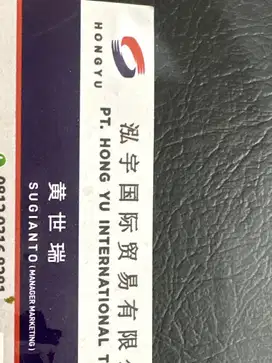 HONGYU
泓宇国际贸易有限
PT. HONG YU INTERNATIONAL T
黄世瑞
SUGIANTO (MANAGER MARKETING)